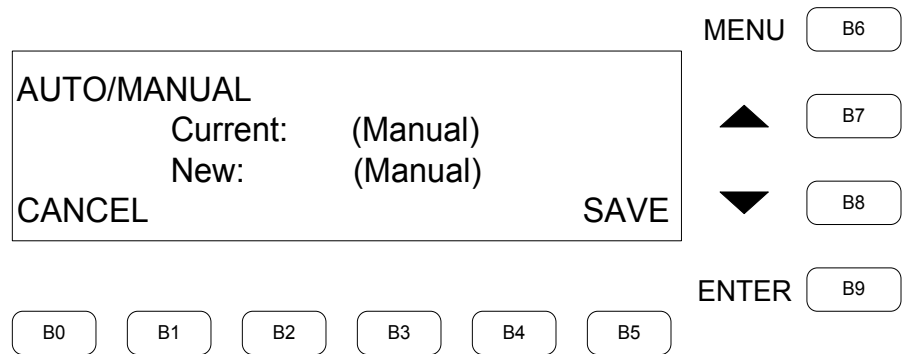 MENU B6
AUTO/MANUAL
Current: (Manual)
B7
New: (Manual)
CANCEL SAVE
B8
ENTER B9
B0 B1 B2 B3 B4 B5